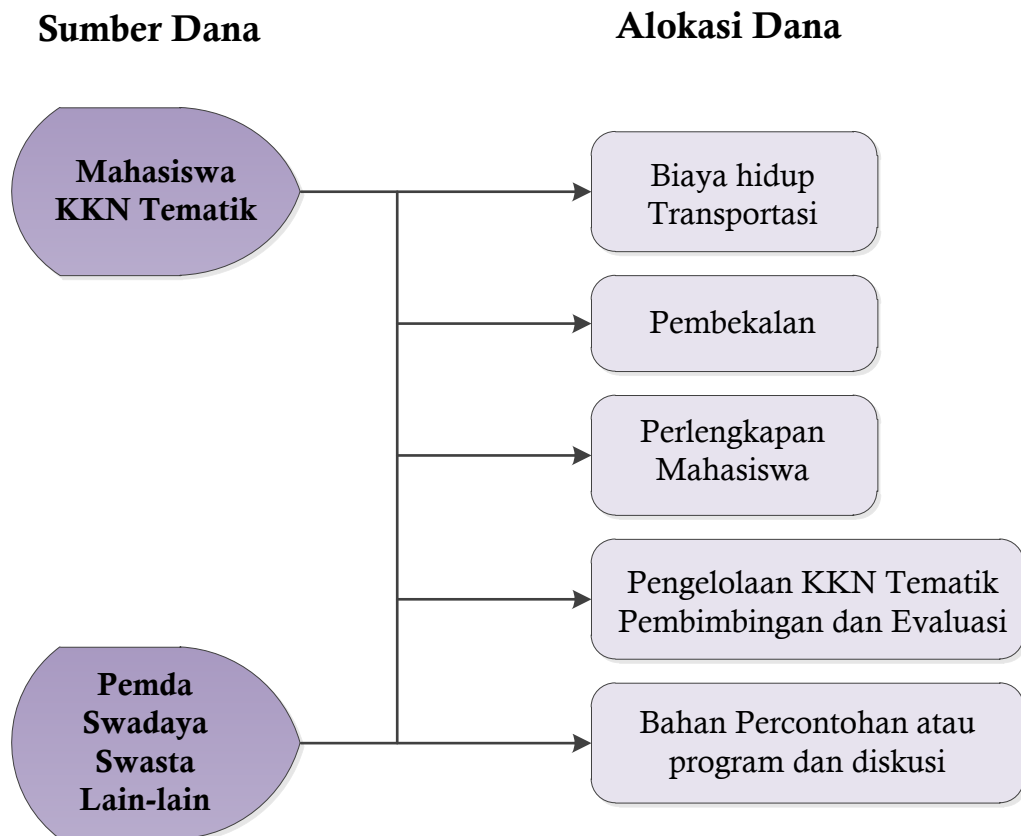 Sumber Dana
Alokasi Dana
Mahasiswa
KKN Tematik
Biaya hidup
Transportasi
Pembekalan
Perlengkapan
Mahasiswa
Pengelolaan KKN Tematik
Pembimbingan dan Evaluasi
Pemda
Swadaya
Swasta
Lain-lain
Bahan Percontohan atau
program dan diskusi